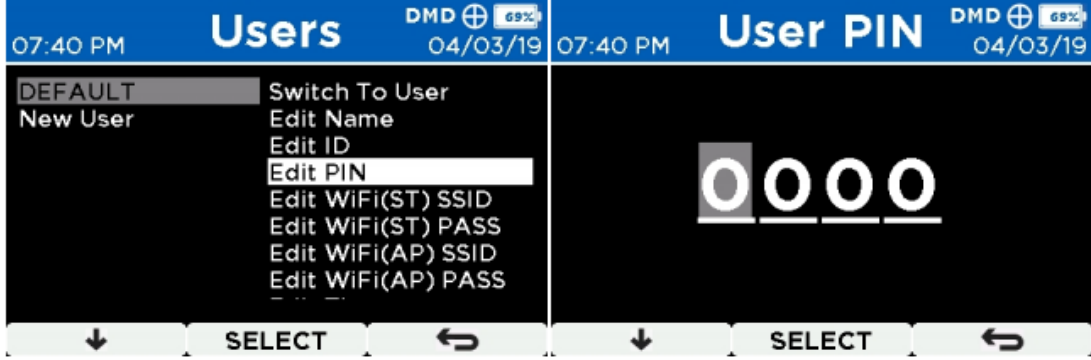 Users
DMD 69%
07:40 PM
04/03/19
DEFAULT
New User
Switch To User
Edit Name
Edit ID
Edit PIN
Edit WiFi(ST) SSID
Edit WiFi(ST) PASS
Edit WiFi(AP) SSID
Edit WiFi(AP) PASS
SELECT
User PIN
DMD 69%
07:40 PM
04/03/19
0000
SELECT